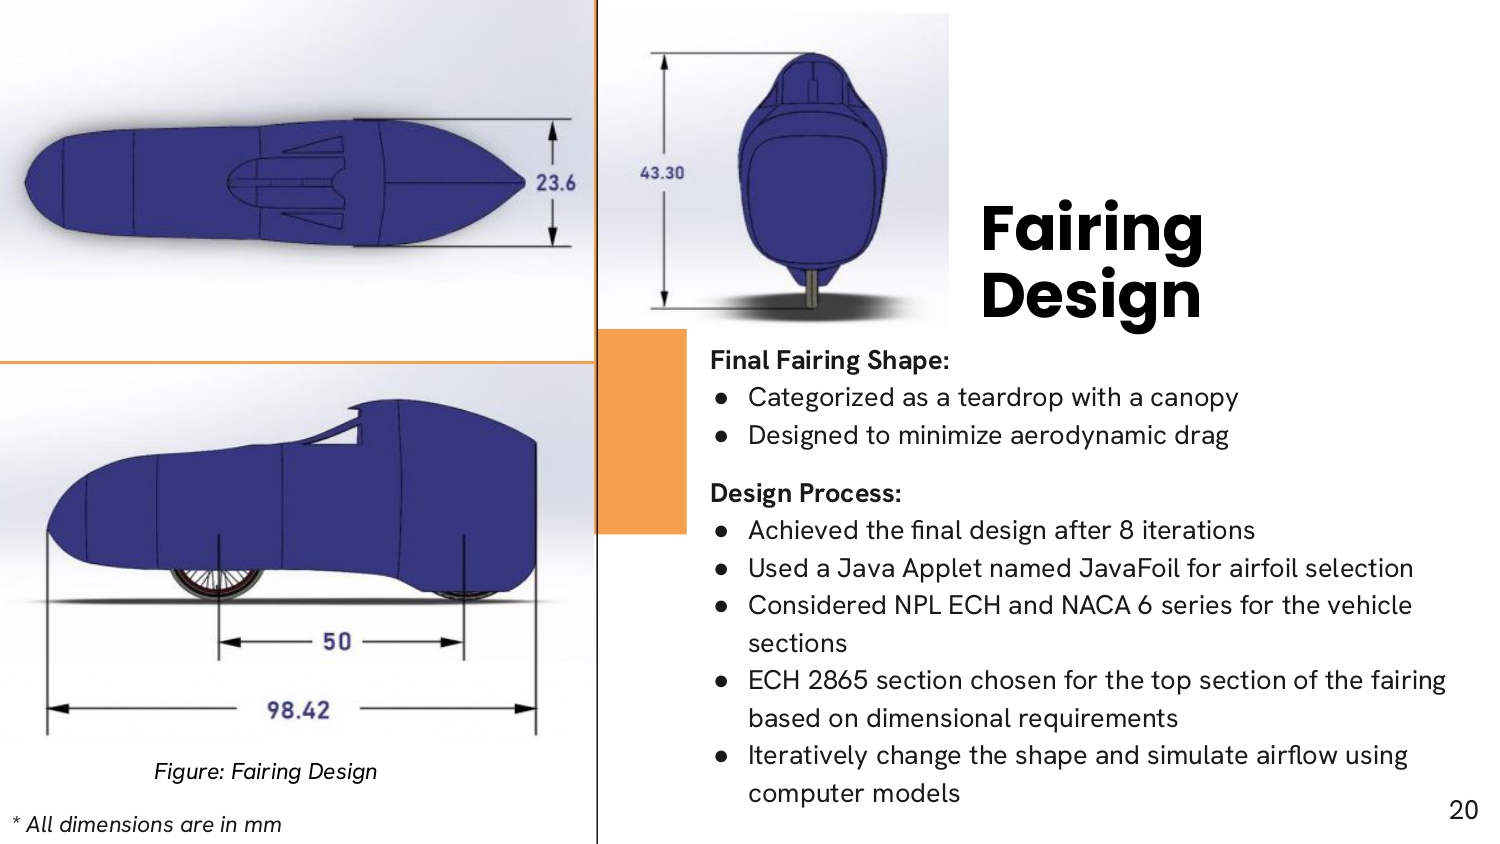 23.6
43.30
50
98.42
Figure: Fairing Design
* All dimensions are in mm
Fairing
Design
Final Fairing Shape:
● Categorized as a teardrop with a canopy
● Designed to minimize aerodynamic drag
Design Process:
● Achieved the final design after 8 iterations
● Used a Java Applet named JavaFoil for airfoil selection
● Considered NPL ECH and NACA 6 series for the vehicle
sections
● ECH 2865 section chosen for the top section of the fairing
based on dimensional requirements
● Iteratively change the shape and simulate airflow using
computer models
20